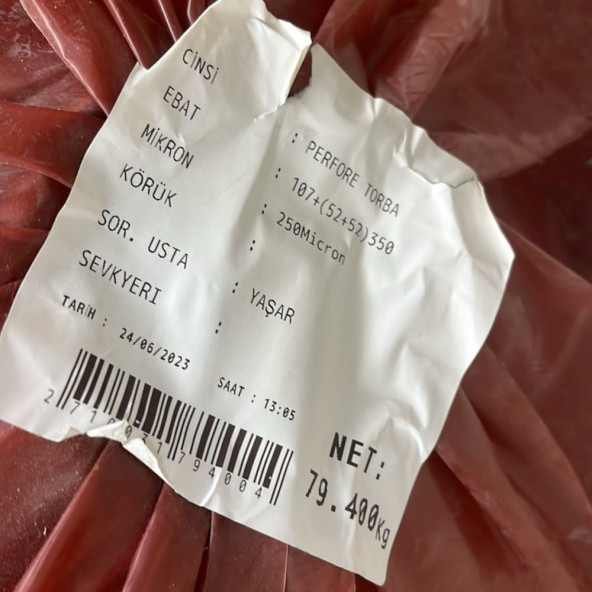 CİNSİ : PERFORE TORBA
EBAT : 107+(52+52)350
MİKRON : 250Micron
KÖRÜK :
SOR. USTA : YAŞAR
SEVKYERI :
TARİH : 24/06/2023 SAAT : 13:05
NET:
79.400Kg